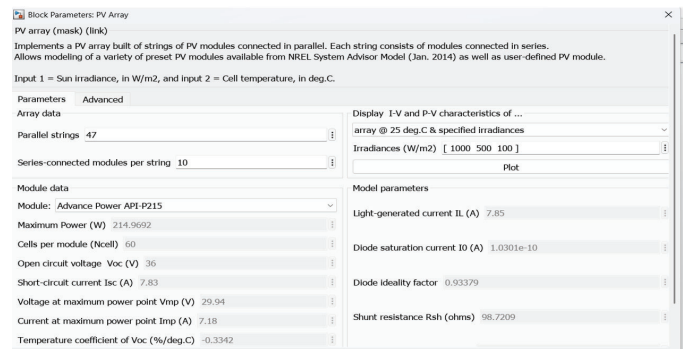 Block Parameters: PV Array
PV array (mask) (link)
Implements a PV array built of strings of PV modules connected in parallel. Each string consists of modules connected in series.
Allows modeling of a variety of preset PV modules available from NREL System Advisor Model (Jan. 2014) as well as user-defined PV module.
Input 1 = Sun irradiance, in W/m2, and input 2 = Cell temperature, in deg.C.
Parameters Advanced
Array data
Parallel strings 47
Series-connected modules per string 10
Display I-V and P-V characteristics of ...
array @ 25 deg.C & specified irradiances
Irradiances (W/m2) [ 1000 500 100 ]
Plot
Module data
Module: Advance Power API-P215
Maximum Power (W) 214.9692
Cells per module (Ncell) 60
Open circuit voltage Voc (V) 36
Short-circuit current Isc (A) 7.83
Voltage at maximum power point Vmp (V) 29.94
Current at maximum power point Imp (A) 7.18
Temperature coefficient of Voc (%/deg.C) -0.3342
Model parameters
Light-generated current IL (A) 7.85
Diode saturation current I0 (A) 1.0301e-10
Diode ideality factor 0.93379
Shunt resistance Rsh (ohms) 98.7209